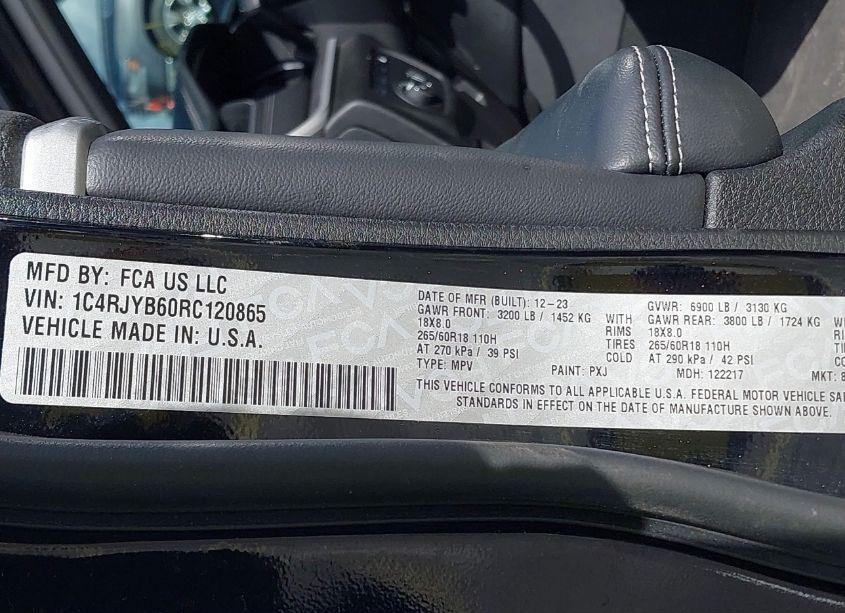 MFD BY: FCA US LLC
VIN: 1C4RJYB60RC120865
VEHICLE MADE IN: U.S.A.
DATE OF MFR (BUILT): 12-23 GVWR: 6900 LB / 3130 KG
GAWR FRONT: 3200 LB / 1452 KG WITH GAWR REAR: 3800 LB / 1724 KG WITH
18X8.0 RIMS 18X8.0
265/60R18 110H TIRES 265/60R18 110H
AT 270 kPa / 39 PSI COLD AT 290 kPa / 42 PSI
TYPE: MPV PAINT: PXJ MDH: 122217 MKT: 8
THIS VEHICLE CONFORMS TO ALL APPLICABLE U.S.A. FEDERAL MOTOR VEHICLE
STANDARDS IN EFFECT ON THE DATE OF MANUFACTURE SHOWN ABOVE.